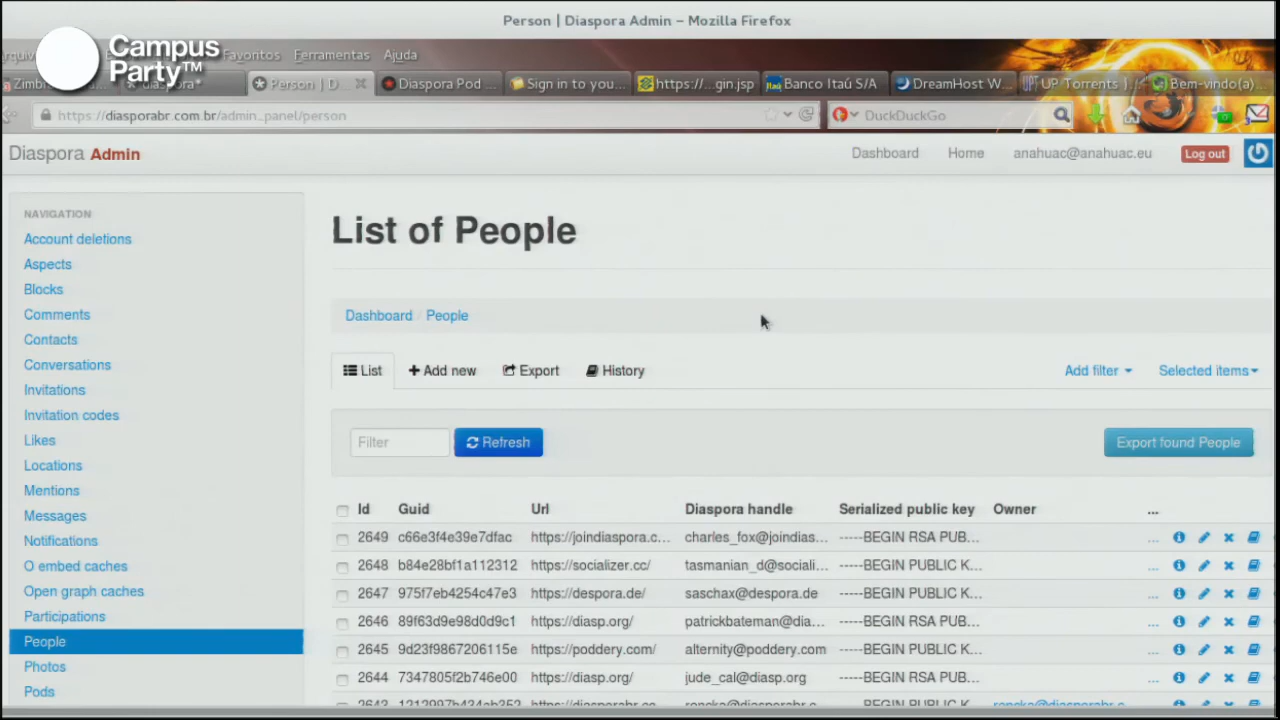 Person | Diaspora Admin – Mozilla Firefox
Campus
Party™
Favoritos Ferramentas Ajuda
diaspora* Person | D... Diaspora Pod ... Sign in to you... https://...gin.jsp Banco Itaú S/A DreamHost W... UP Torrents Bem-vindo(a)...
https://diasporabr.com.br/admin_panel/person DuckDuckGo
Diaspora Admin Dashboard Home anahuac@anahuac.eu Log out
NAVIGATION
Account deletions
Aspects
Blocks
Comments
Contacts
Conversations
Invitations
Invitation codes
Likes
Locations
Mentions
Messages
Notifications
O embed caches
Open graph caches
Participations
People
Photos
Pods
List of People
Dashboard / People
List Add new Export History Add filter Selected items
Filter Refresh Export found People
Id Guid Url Diaspora handle Serialized public key Owner ...
2649 c66e3f4e39e7dfac https://joindiaspora.c... charles_fox@joindias... -----BEGIN RSA PUB... ...
2648 b84e28bf1a112312 https://socializer.cc/ tasmanian_d@sociali... -----BEGIN PUBLIC K... ...
2647 975f7eb4254c47e3 https://despora.de/ saschax@despora.de -----BEGIN PUBLIC K... ...
2646 89f63d9e98d0d9c1 https://diasp.org/ patrickbateman@dia... -----BEGIN RSA PUB... ...
2645 9d23f9867206115e https://poddery.com/ alternity@poddery.com -----BEGIN PUBLIC K... ...
2644 7347805f2b746e00 https://diasp.org/ jude_cal@diasp.org -----BEGIN RSA PUB... ...